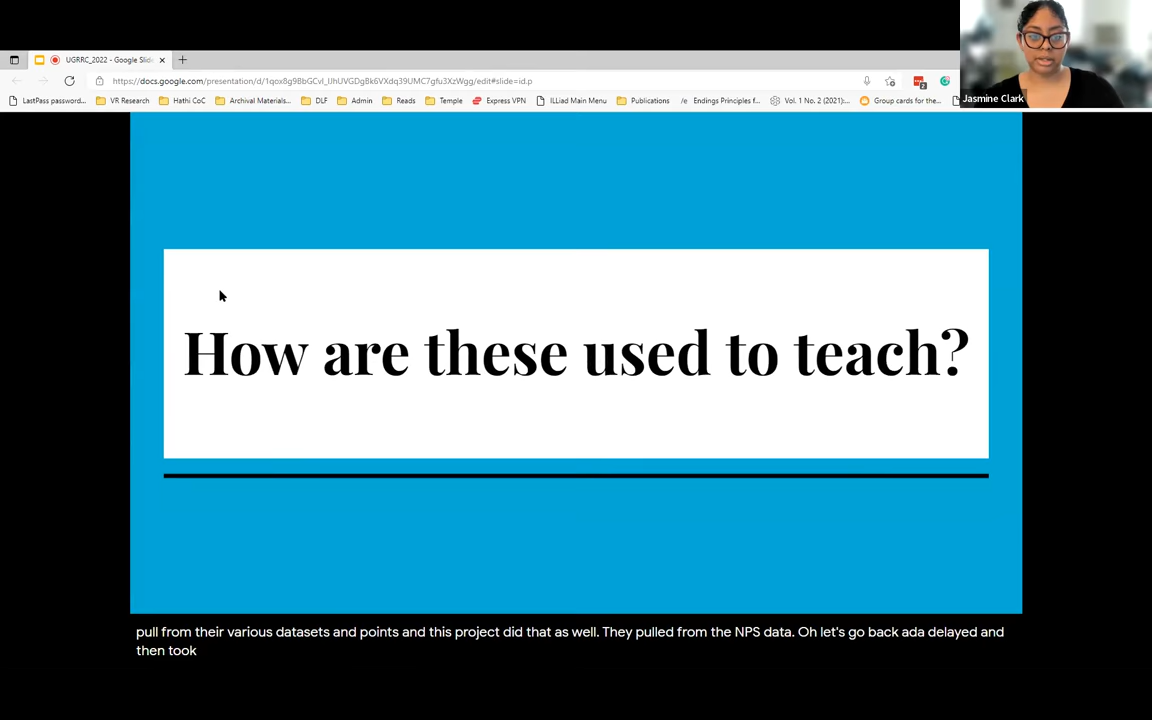 UGRRC_2022 - Google Slid
https://docs.google.com/presentation/d/1qox8g9BbGCvI_IJhUVGDgBk6VXdq39UMC7gfu3XzWgg/edit#slide=id.p
LastPass password... VR Research Hathi CoC Archival Materials... DLF Admin Reads Temple Express VPN ILLiad Main Menu Publications Endings Principles f... Vol. 1 No. 2 (2021):... Group cards for the...
Jasmine Clark
How are these used to teach?
pull from their various datasets and points and this project did that as well. They pulled from the NPS data. Oh let's go back ada delayed and
then took